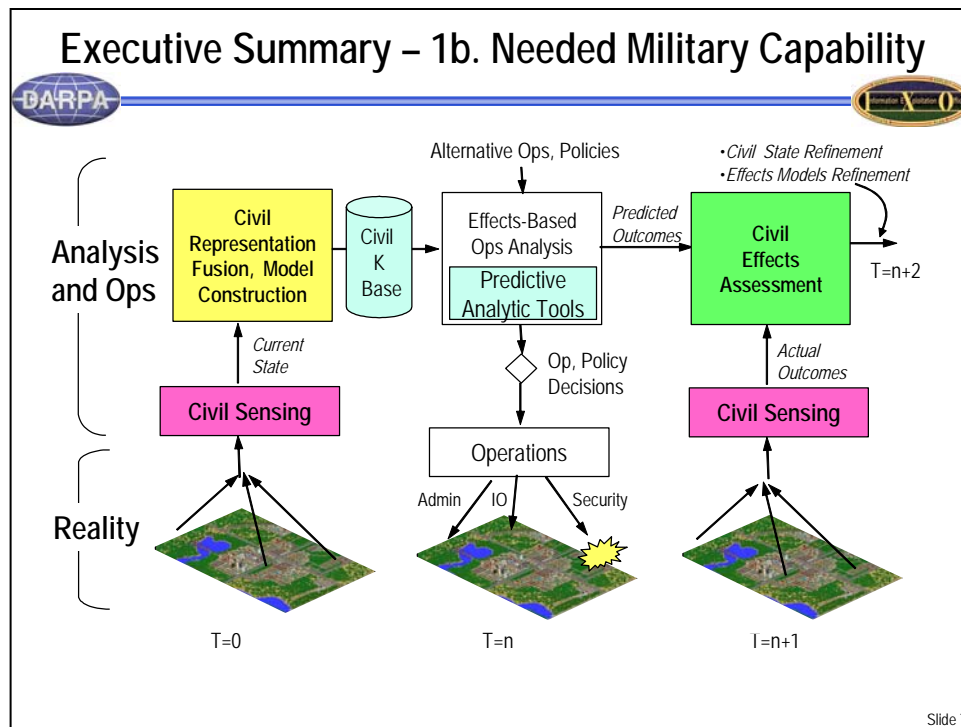 Executive Summary – 1b. Needed Military Capability
DARPA
Information Exploitation Office
I X O
Alternative Ops, Policies
•Civil State Refinement
•Effects Models Refinement
Analysis
and Ops
Civil
Representation
Fusion, Model
Construction
Civil
K
Base
Effects-Based
Ops Analysis
Predictive
Analytic Tools
Predicted
Outcomes
Civil
Effects
Assessment
T=n+2
Current
State
Op, Policy
Decisions
Actual
Outcomes
Civil Sensing
Civil Sensing
Operations
Admin
IO
Security
Reality
T=0
T=n
T=n+1
Slide